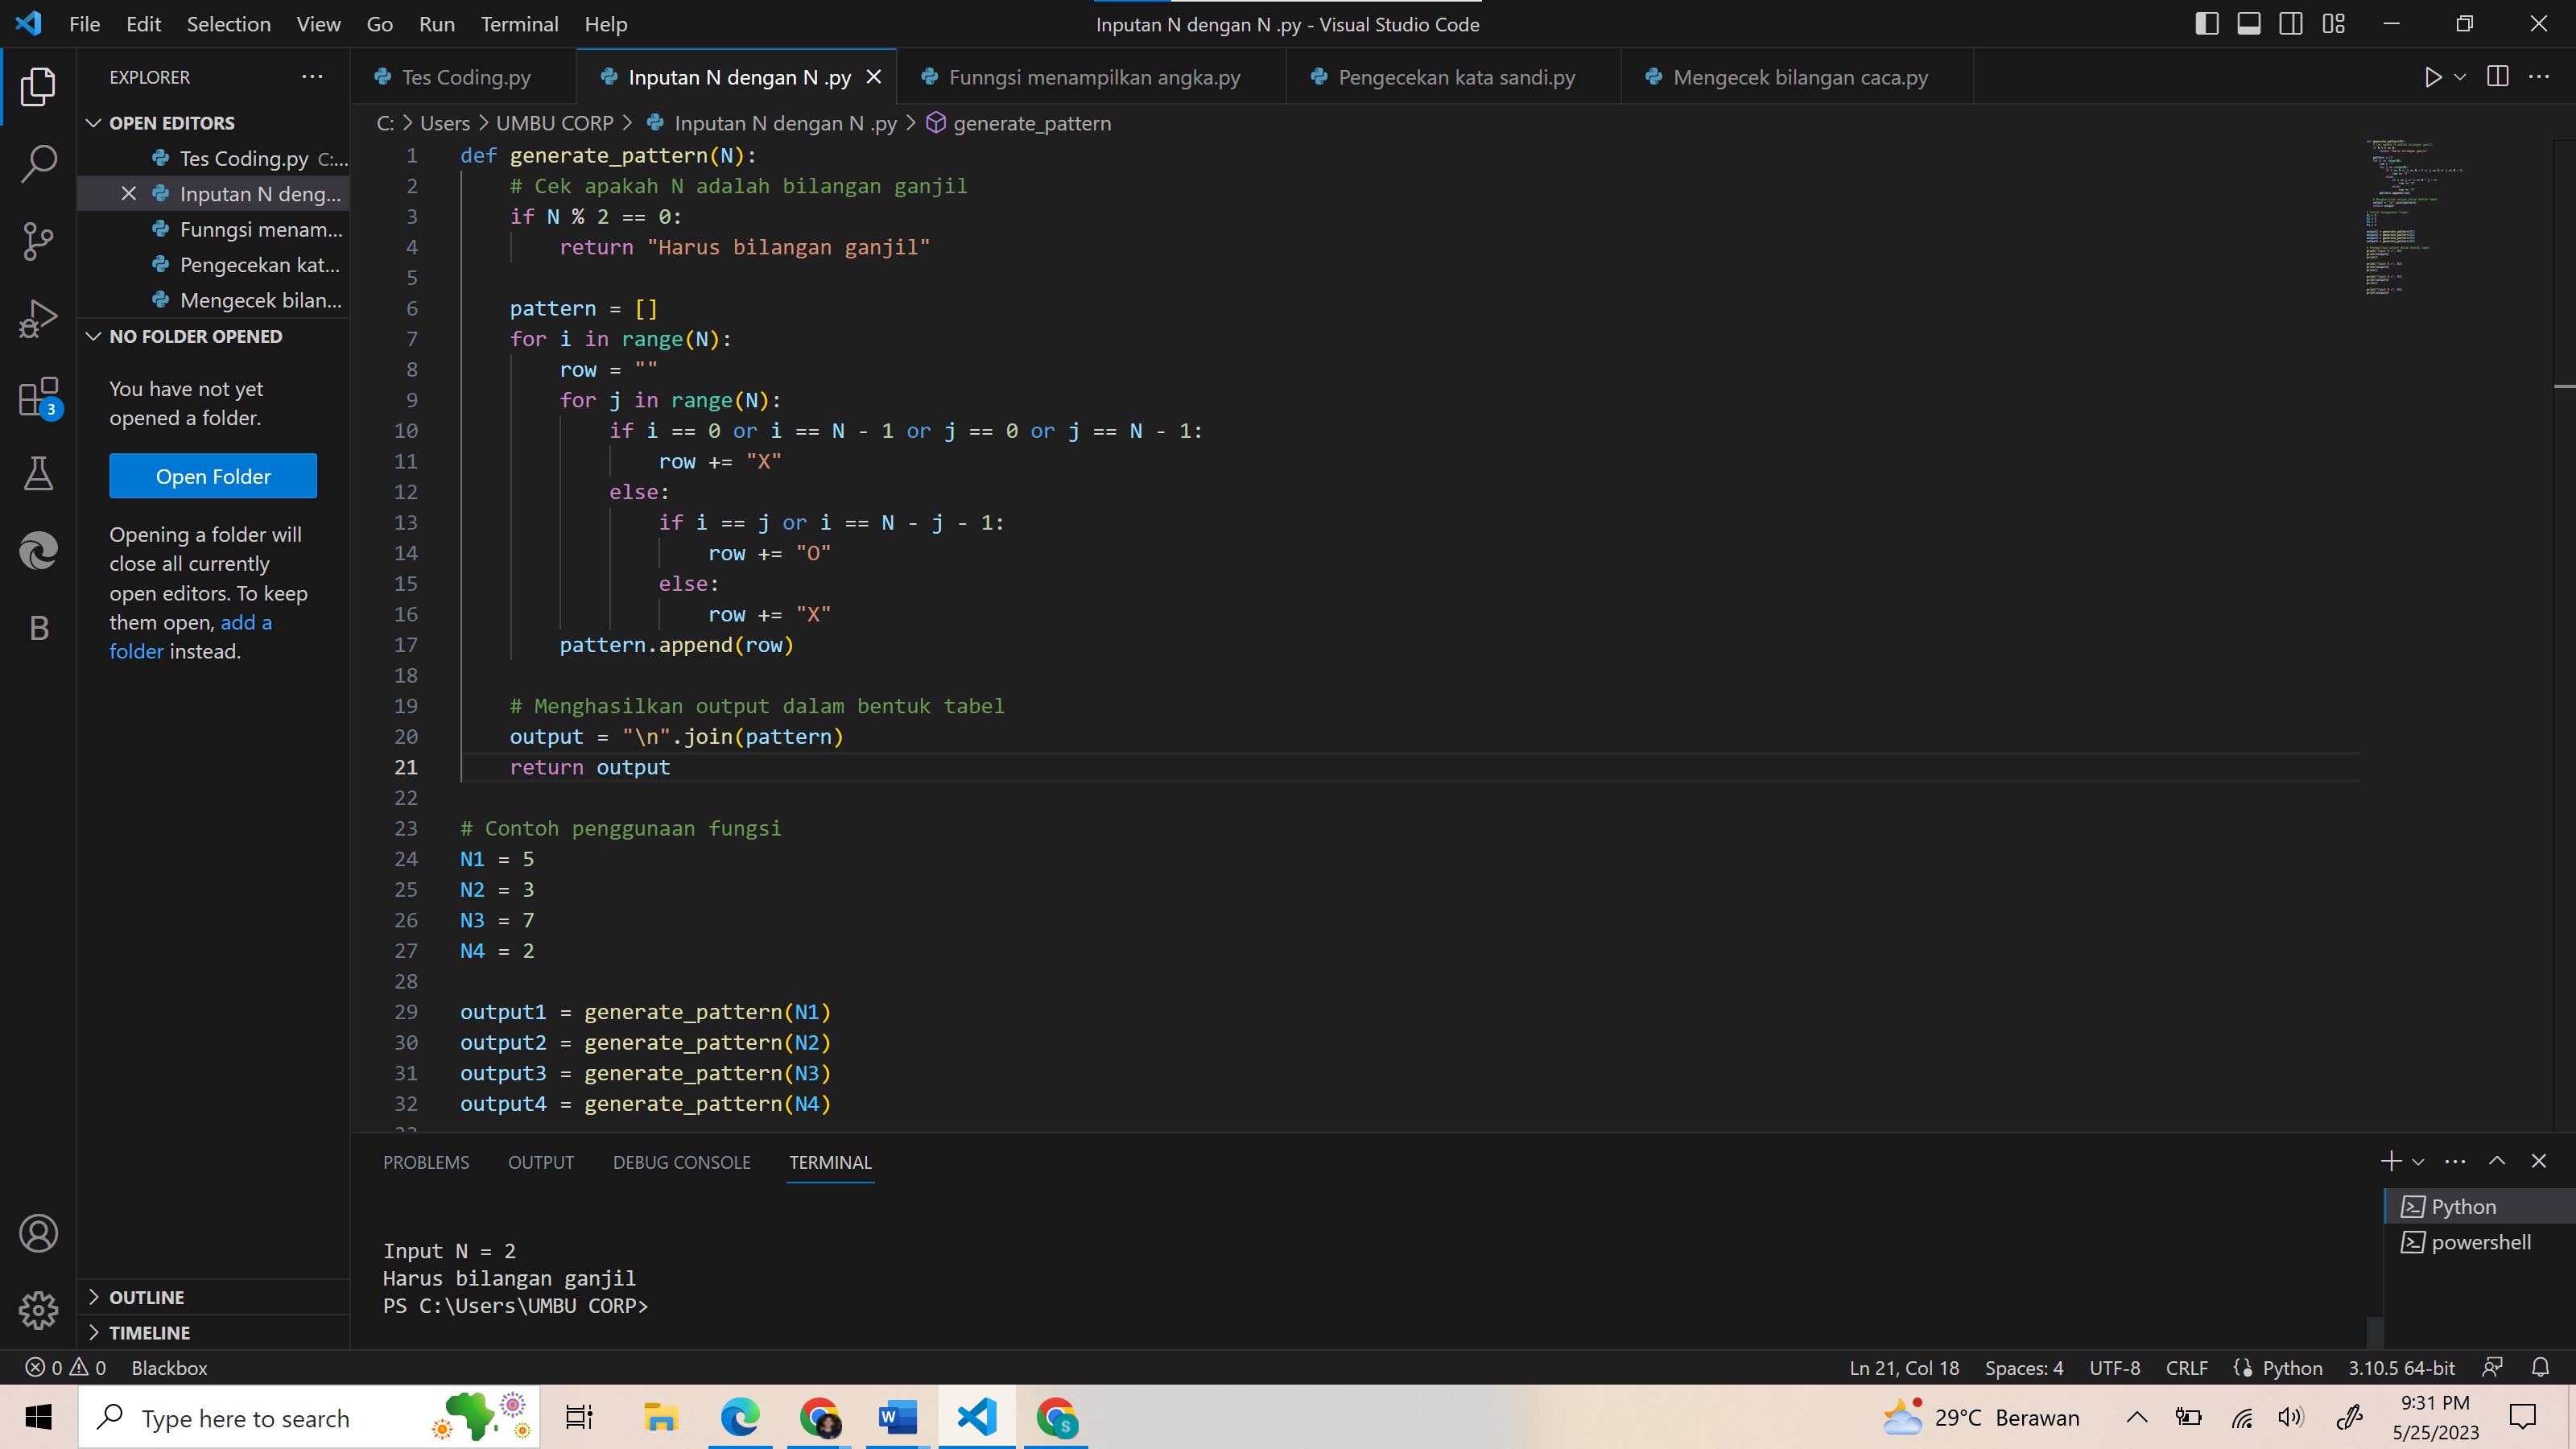 File Edit Selection View Go Run Terminal Help
Inputan N dengan N .py - Visual Studio Code
EXPLORER
Tes Coding.py
Inputan N dengan N .py
Funngsi menampilkan angka.py
Pengecekan kata sandi.py
Mengecek bilangan caca.py
OPEN EDITORS
Tes Coding.py C:...
Inputan N deng...
Funngsi menam...
Pengecekan kat...
Mengecek bilan...
NO FOLDER OPENED
You have not yet
opened a folder.
Open Folder
Opening a folder will
close all currently
open editors. To keep
them open, add a
folder instead.
OUTLINE
TIMELINE
3
B
C: > Users > UMBU CORP > Inputan N dengan N .py > generate_pattern
1 def generate_pattern(N):
2 # Cek apakah N adalah bilangan ganjil
3 if N % 2 == 0:
4 return "Harus bilangan ganjil"
5
6 pattern = []
7 for i in range(N):
8 row = ""
9 for j in range(N):
10 if i == 0 or i == N - 1 or j == 0 or j == N - 1:
11 row += "X"
12 else:
13 if i == j or i == N - j - 1:
14 row += "O"
15 else:
16 row += "X"
17 pattern.append(row)
18
19 # Menghasilkan output dalam bentuk tabel
20 output = "\n".join(pattern)
21 return output
22
23 # Contoh penggunaan fungsi
24 N1 = 5
25 N2 = 3
26 N3 = 7
27 N4 = 2
28
29 output1 = generate_pattern(N1)
30 output2 = generate_pattern(N2)
31 output3 = generate_pattern(N3)
32 output4 = generate_pattern(N4)
PROBLEMS OUTPUT DEBUG CONSOLE TERMINAL
Input N = 2
Harus bilangan ganjil
PS C:\Users\UMBU CORP>
Python
powershell
0 0 Blackbox
Ln 21, Col 18 Spaces: 4 UTF-8 CRLF Python 3.10.5 64-bit
Type here to search
W
S
29°C Berawan
9:31 PM
5/25/2023